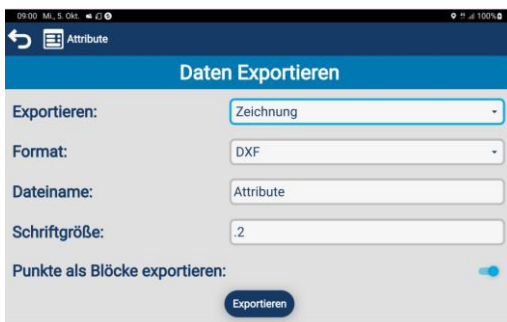 09:00 Mi., 5. Okt.
100%
Attribute
Daten Exportieren
Exportieren: Zeichnung
Format: DXF
Dateiname: Attribute
Schriftgröße: .2
Punkte als Blöcke exportieren:
Exportieren